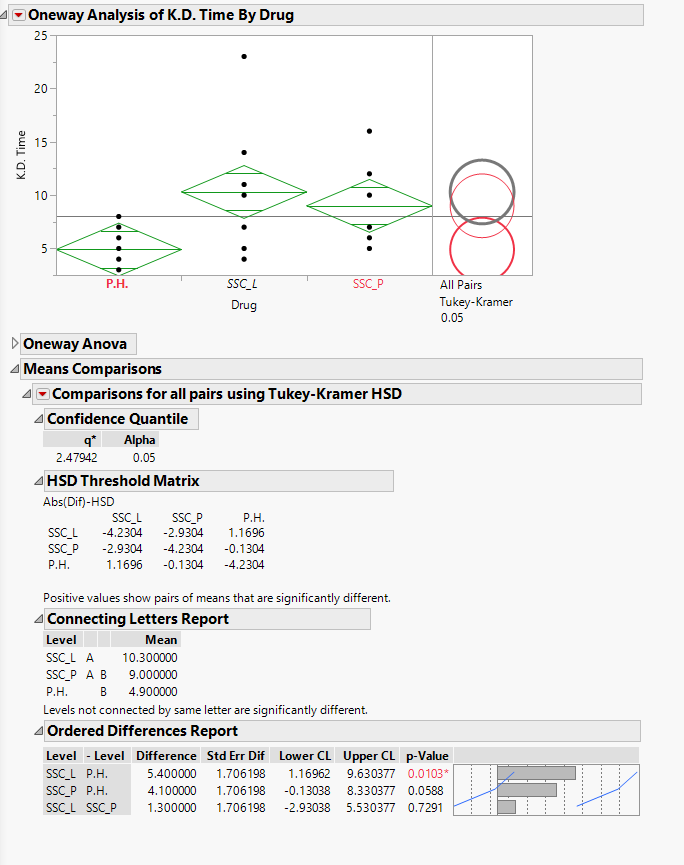 Oneway Analysis of K.D. Time By Drug
25
20
15
10
5
K.D. Time
P.H. SSC_L SSC_P
Drug
All Pairs
Tukey-Kramer
0.05
Oneway Anova
Means Comparisons
Comparisons for all pairs using Tukey-Kramer HSD
Confidence Quantile
q* Alpha
2.47942 0.05
HSD Threshold Matrix
Abs(Dif)-HSD
SSC_L SSC_P P.H.
SSC_L -4.2304 -2.9304 1.1696
SSC_P -2.9304 -4.2304 -0.1304
P.H. 1.1696 -0.1304 -4.2304
Positive values show pairs of means that are significantly different.
Connecting Letters Report
Level Mean
SSC_L A 10.300000
SSC_P A B 9.000000
P.H. B 4.900000
Levels not connected by same letter are significantly different.
Ordered Differences Report
Level - Level Difference Std Err Dif Lower CL Upper CL p-Value
SSC_L P.H. 5.400000 1.706198 1.16962 9.630377 0.0103*
SSC_P P.H. 4.100000 1.706198 -0.13038 8.330377 0.0588
SSC_L SSC_P 1.300000 1.706198 -2.93038 5.530377 0.7291